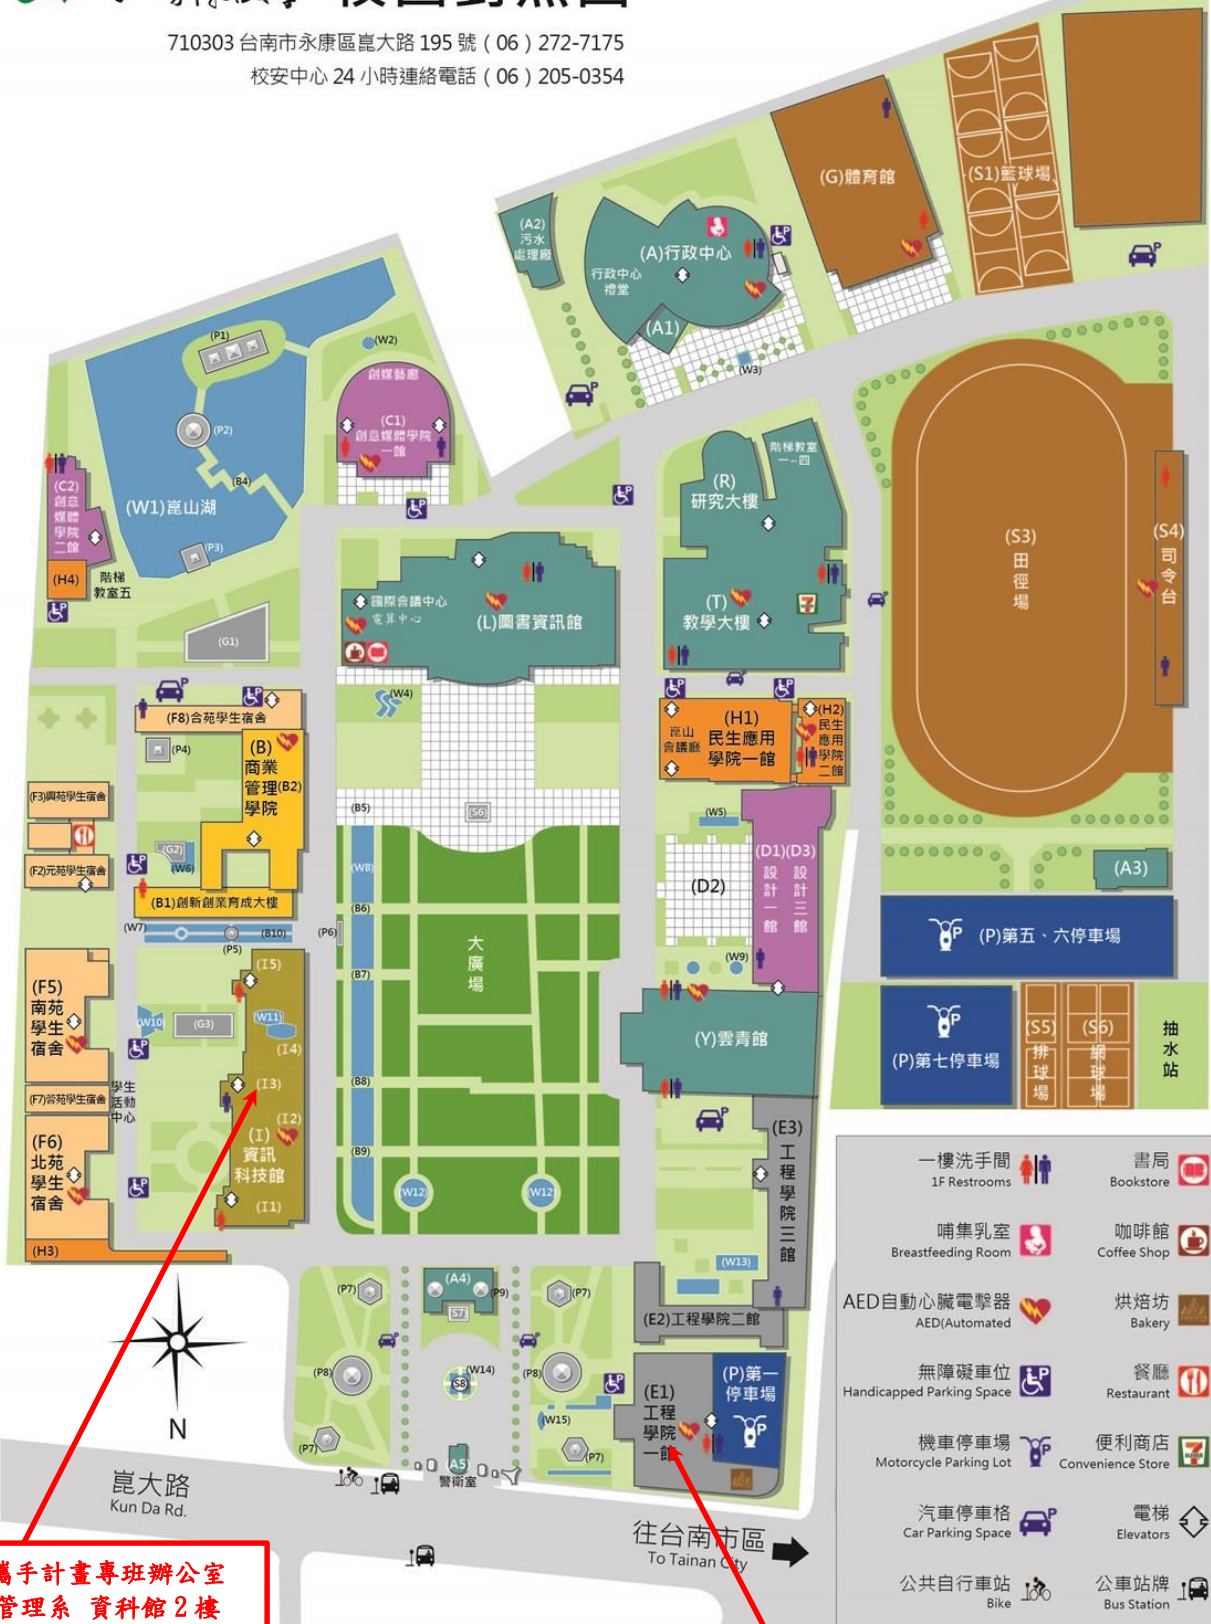 校園對照圖
710303 台南市永康區崑大路 195 號 ( 06 ) 272-7175
校安中心 24 小時連絡電話 ( 06 ) 205-0354
(G)體育館
(S1)籃球場
(A2)
污水
處理廠
(A)行政中心
行政中心
禮堂
(A1)
(W3)
(P1)
(W2)
創媒藝廊
(C1)
創意媒體學院
一館
(P2)
(B4)
(W1)崑山湖
(P3)
(C2)
創意
媒體
學院
二館
(H4)
階梯
教室五
(G1)
階梯教室
一~四
(R)
研究大樓
(T)
教學大樓
(S3)
田
徑
場
(S4)
司
令
台
國際會議中心
電算中心
(L)圖書資訊館
(W4)
(F8)合苑學生宿舍
(P4)
(B)
商業
管理
學院
(B2)
(H1)
民生應用
學院一館
崑山
會議廳
(H2)
民生
應用
學院
二館
(F3)興苑學生宿舍
(F2)元苑學生宿舍
(G2)
(W6)
(B1)創新創業育成大樓
(B5)
(S6)
(W5)
(W8)
(D1)
設
計
一
館
(D3)
設
計
三
館
(D2)
(A3)
(B6)
(W7)
(B10)
(P5)
(P6)
大
廣
場
(P)第五、六停車場
(W9)
(B7)
(I5)
(F5)
南苑
學生
宿舍
(W10)
(G3)
(W11)
(I4)
(Y)雲青館
(P)第七停車場
(S5)
排
球
場
(S6)
網
球
場
抽
水
站
(F7)蓉苑學生宿舍
學生
活動
中心
(I3)
(B8)
(I2)
(I)
資訊
科技館
(I1)
(F6)
北苑
學生
宿舍
(H3)
(B9)
(W12)
(W12)
(E3)
工
程
學
院
三
館
(W13)
(E2)工程學院二館
(P7)
(A4)
(P9)
(S7)
(P7)
(P8)
(W14)
(S8)
(P8)
(W15)
(P7)
(P7)
(A5)
警衛室
(E1)
工程
學院
一館
(P)第一
停車場
N
崑大路
Kun Da Rd.
往台南市區
To Tainan City
一樓洗手間
1F Restrooms
書局
Bookstore
哺集乳室
Breastfeeding Room
咖啡館
Coffee Shop
AED自動心臟電擊器
AED(Automated
烘焙坊
Bakery
無障礙車位
Handicapped Parking Space
餐廳
Restaurant
機車停車場
Motorcycle Parking Lot
便利商店
Convenience Store
汽車停車格
Car Parking Space
電梯
Elevators
公共自行車站
Bike
公車站牌
Bus Station
攜手計畫專班辦公室
管理系 資科館 2 樓